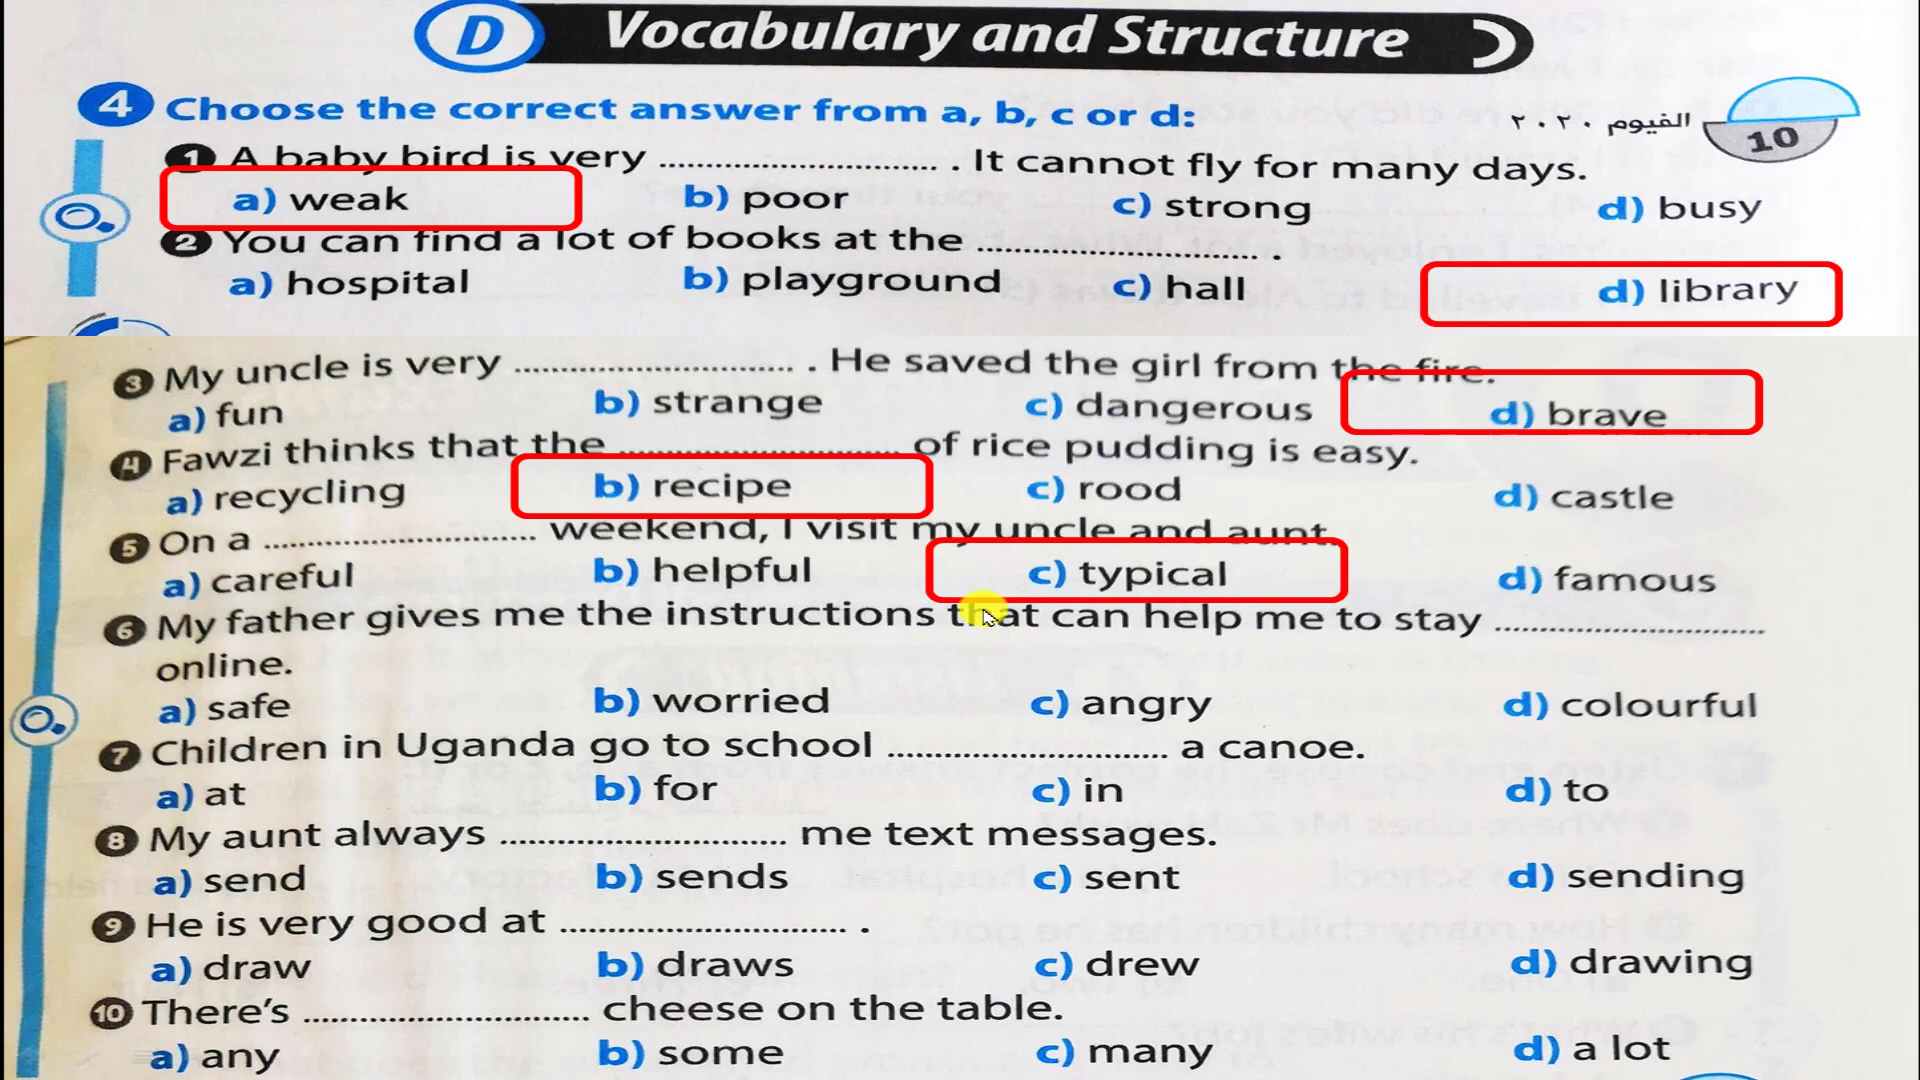 D Vocabulary and Structure
4 Choose the correct answer from a, b, c or d:
الفيوم ٢٠٢٠
10
1 A baby bird is very .............................. . It cannot fly for many days.
a) weak b) poor c) strong d) busy
2 You can find a lot of books at the .............................. .
a) hospital b) playground c) hall d) library
3 My uncle is very .............................. . He saved the girl from the fire.
a) fun b) strange c) dangerous d) brave
4 Fawzi thinks that the .............................. of rice pudding is easy.
a) recycling b) recipe c) rood d) castle
5 On a .............................. weekend, I visit my uncle and aunt.
a) careful b) helpful c) typical d) famous
6 My father gives me the instructions that can help me to stay ..............................
online.
a) safe b) worried c) angry d) colourful
7 Children in Uganda go to school .............................. a canoe.
a) at b) for c) in d) to
8 My aunt always .............................. me text messages.
a) send b) sends c) sent d) sending
9 He is very good at .............................. .
a) draw b) draws c) drew d) drawing
10 There's .............................. cheese on the table.
a) any b) some c) many d) a lot